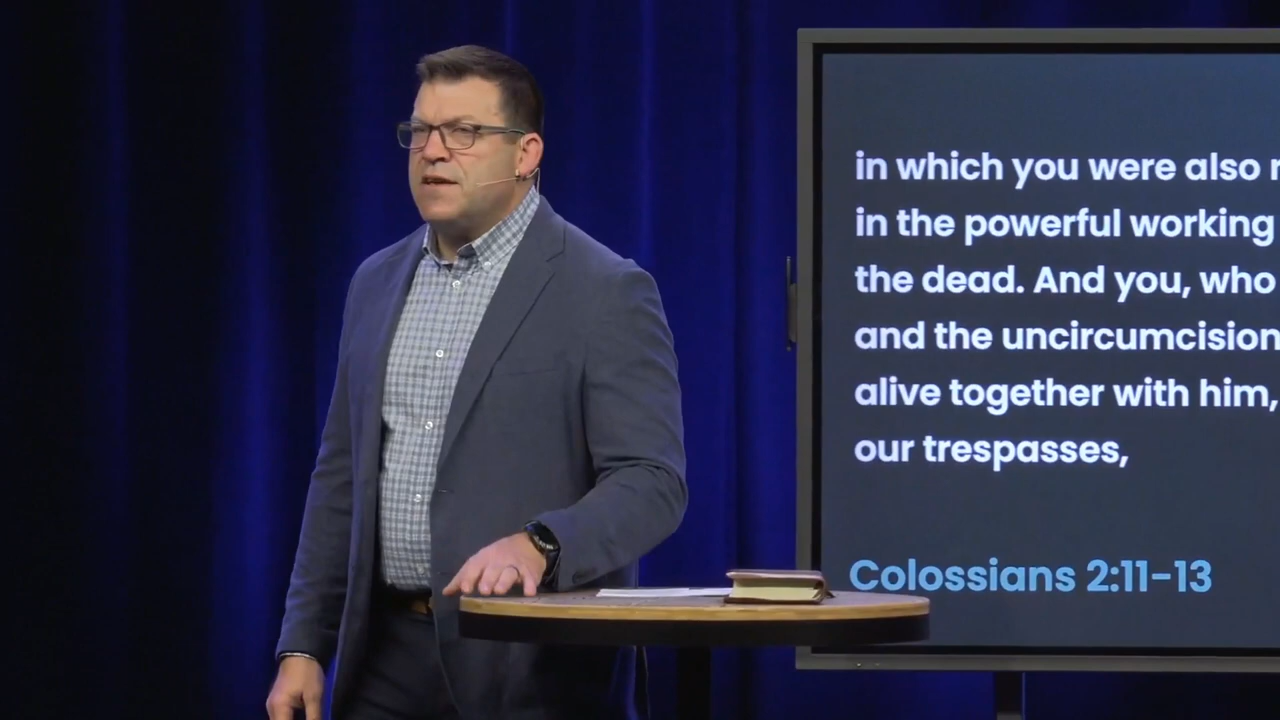 in which you were also
in the powerful working
the dead. And you, who
and the uncircumcision
alive together with him,
our trespasses,
Colossians 2:11-13